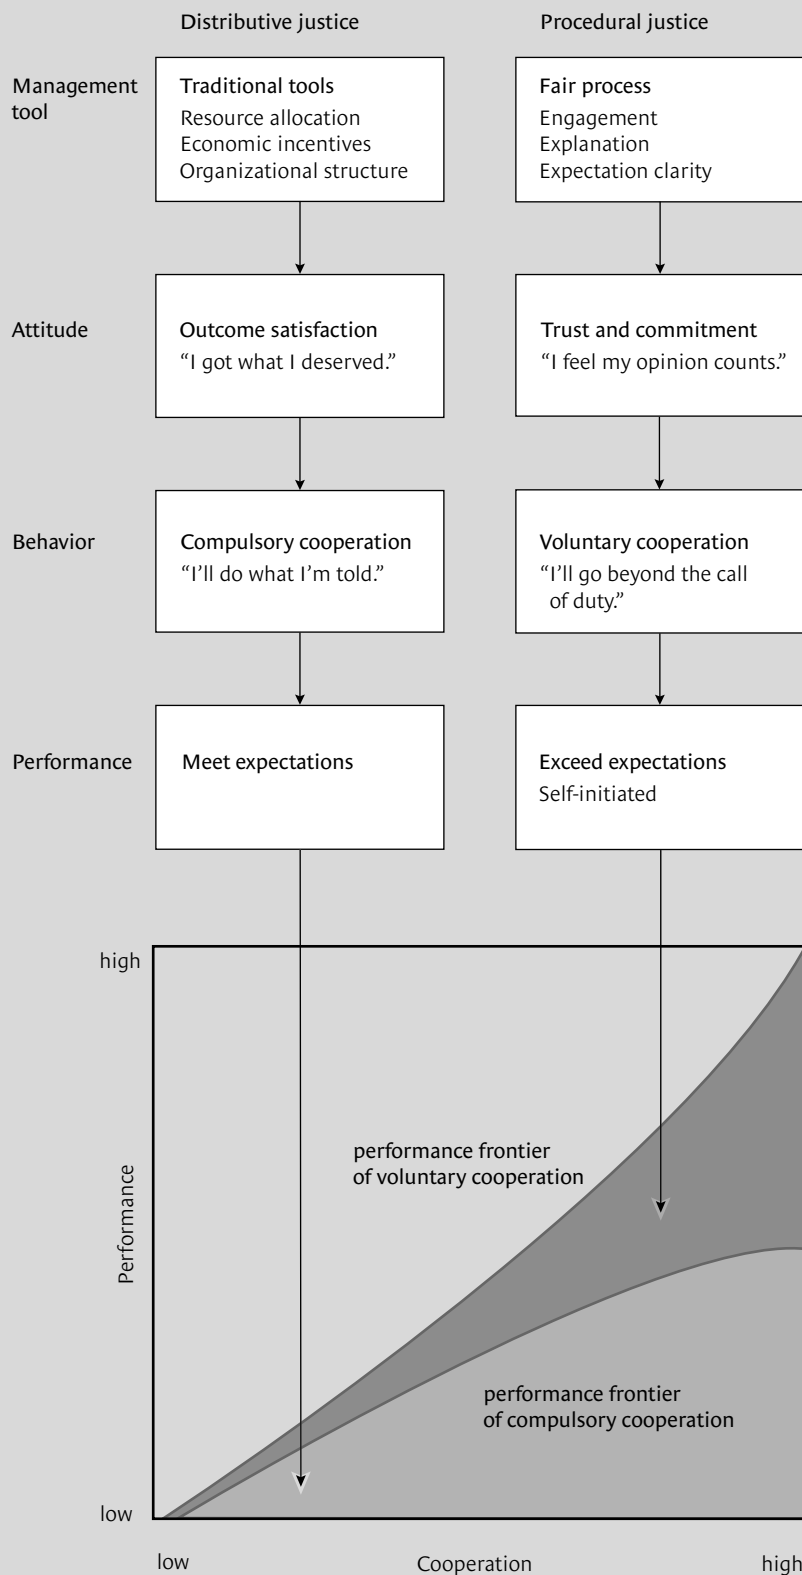 Distributive justice
Procedural justice
Management
tool
Traditional tools
Resource allocation
Economic incentives
Organizational structure
Fair process
Engagement
Explanation
Expectation clarity
Attitude
Outcome satisfaction
“I got what I deserved.”
Trust and commitment
“I feel my opinion counts.”
Behavior
Compulsory cooperation
“I’ll do what I’m told.”
Voluntary cooperation
“I’ll go beyond the call
of duty.”
Performance
Meet expectations
Exceed expectations
Self-initiated
high
performance frontier
of voluntary cooperation
Performance
performance frontier
of compulsory cooperation
low
low
Cooperation
high